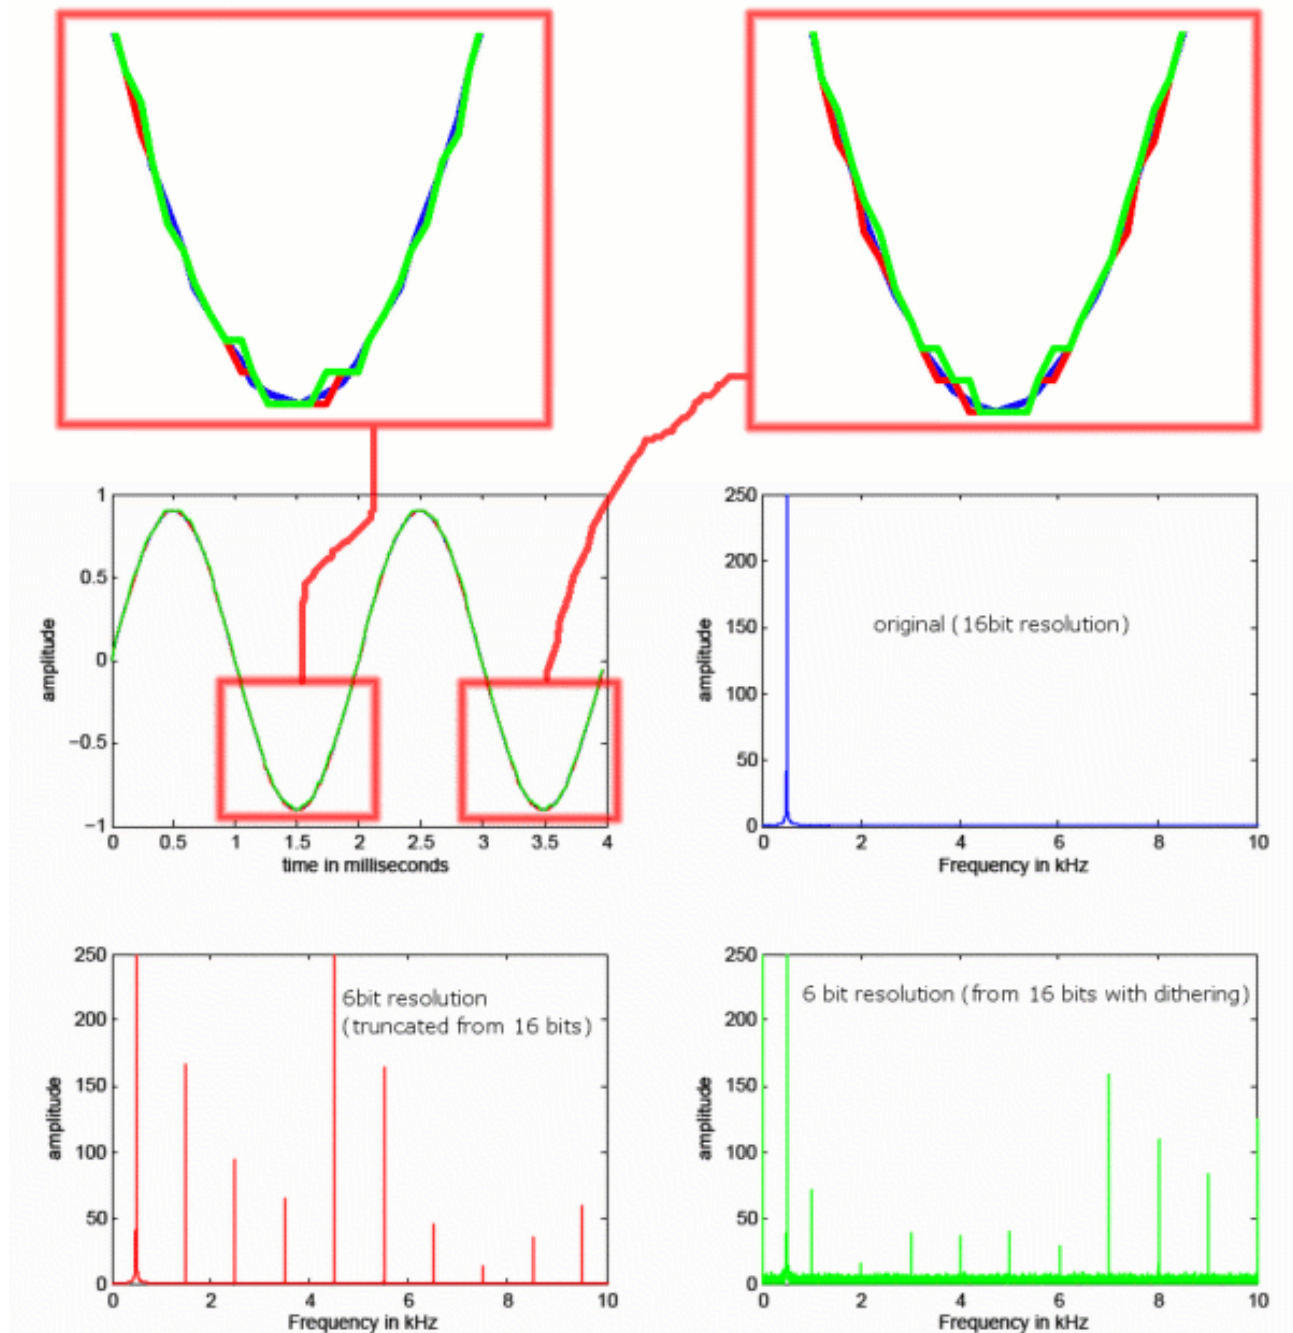 1
0.5
0
−0.5
−1
amplitude
0 0.5 1 1.5 2 2.5 3 3.5 4
time in milliseconds
250
200
150
100
50
0
amplitude
original (16bit resolution)
0 2 4 6 8 10
Frequency in kHz
250
200
150
100
50
0
amplitude
6bit resolution
(truncated from 16 bits)
0 2 4 6 8 10
Frequency in kHz
250
200
150
100
50
0
amplitude
6 bit resolution (from 16 bits with dithering)
0 2 4 6 8 10
Frequency in kHz